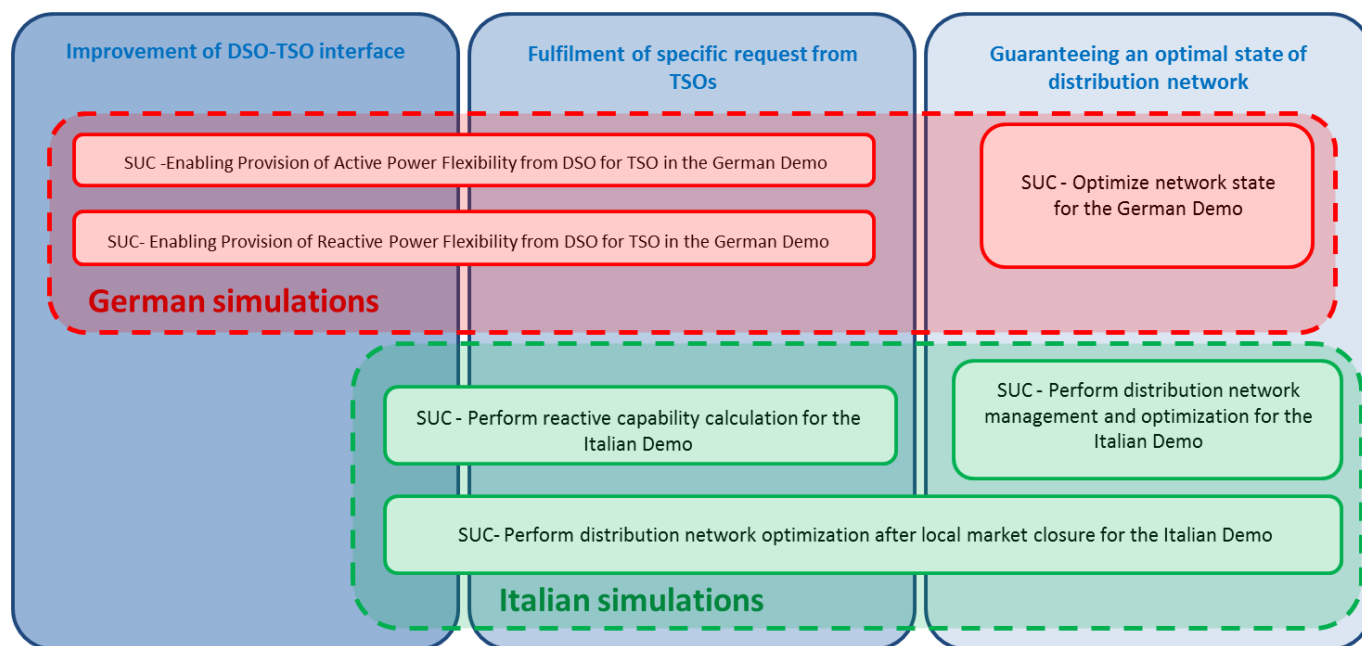 Improvement of DSO-TSO interface
Fulfilment of specific request from
TSOs
Guaranteeing an optimal state of
distribution network
SUC -Enabling Provision of Active Power Flexibility from DSO for TSO in the German Demo
SUC- Enabling Provision of Reactive Power Flexibility from DSO for TSO in the German Demo
SUC - Optimize network state
for the German Demo
German simulations
SUC - Perform reactive capability calculation for the
Italian Demo
SUC - Perform distribution network
management and optimization for the
Italian Demo
SUC- Perform distribution network optimization after local market closure for the Italian Demo
Italian simulations